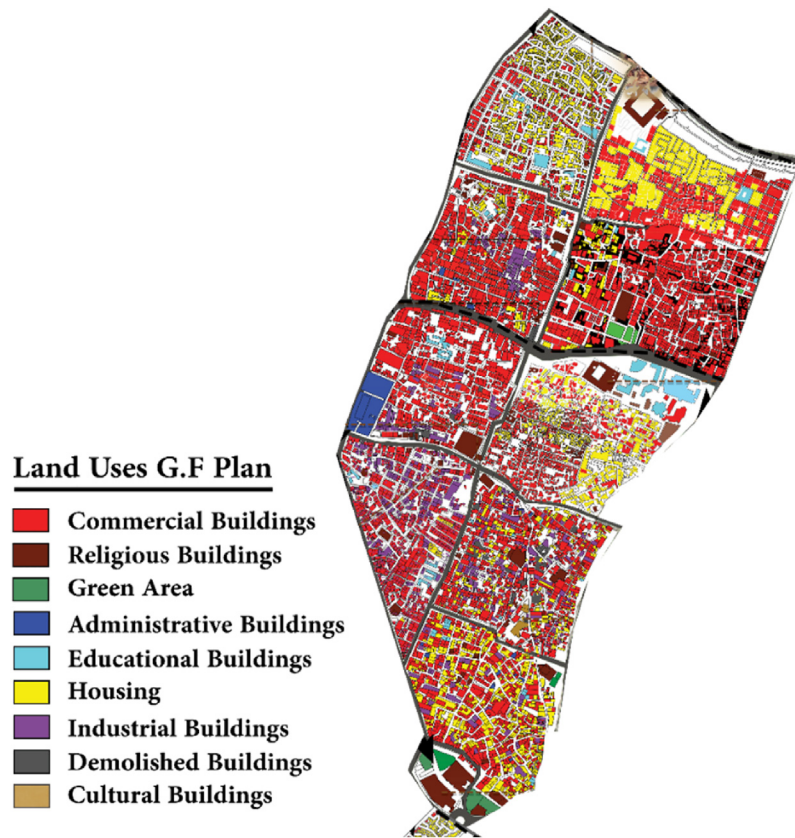 Land Uses G.F Plan
Commercial Buildings
Religious Buildings
Green Area
Administrative Buildings
Educational Buildings
Housing
Industrial Buildings
Demolished Buildings
Cultural Buildings